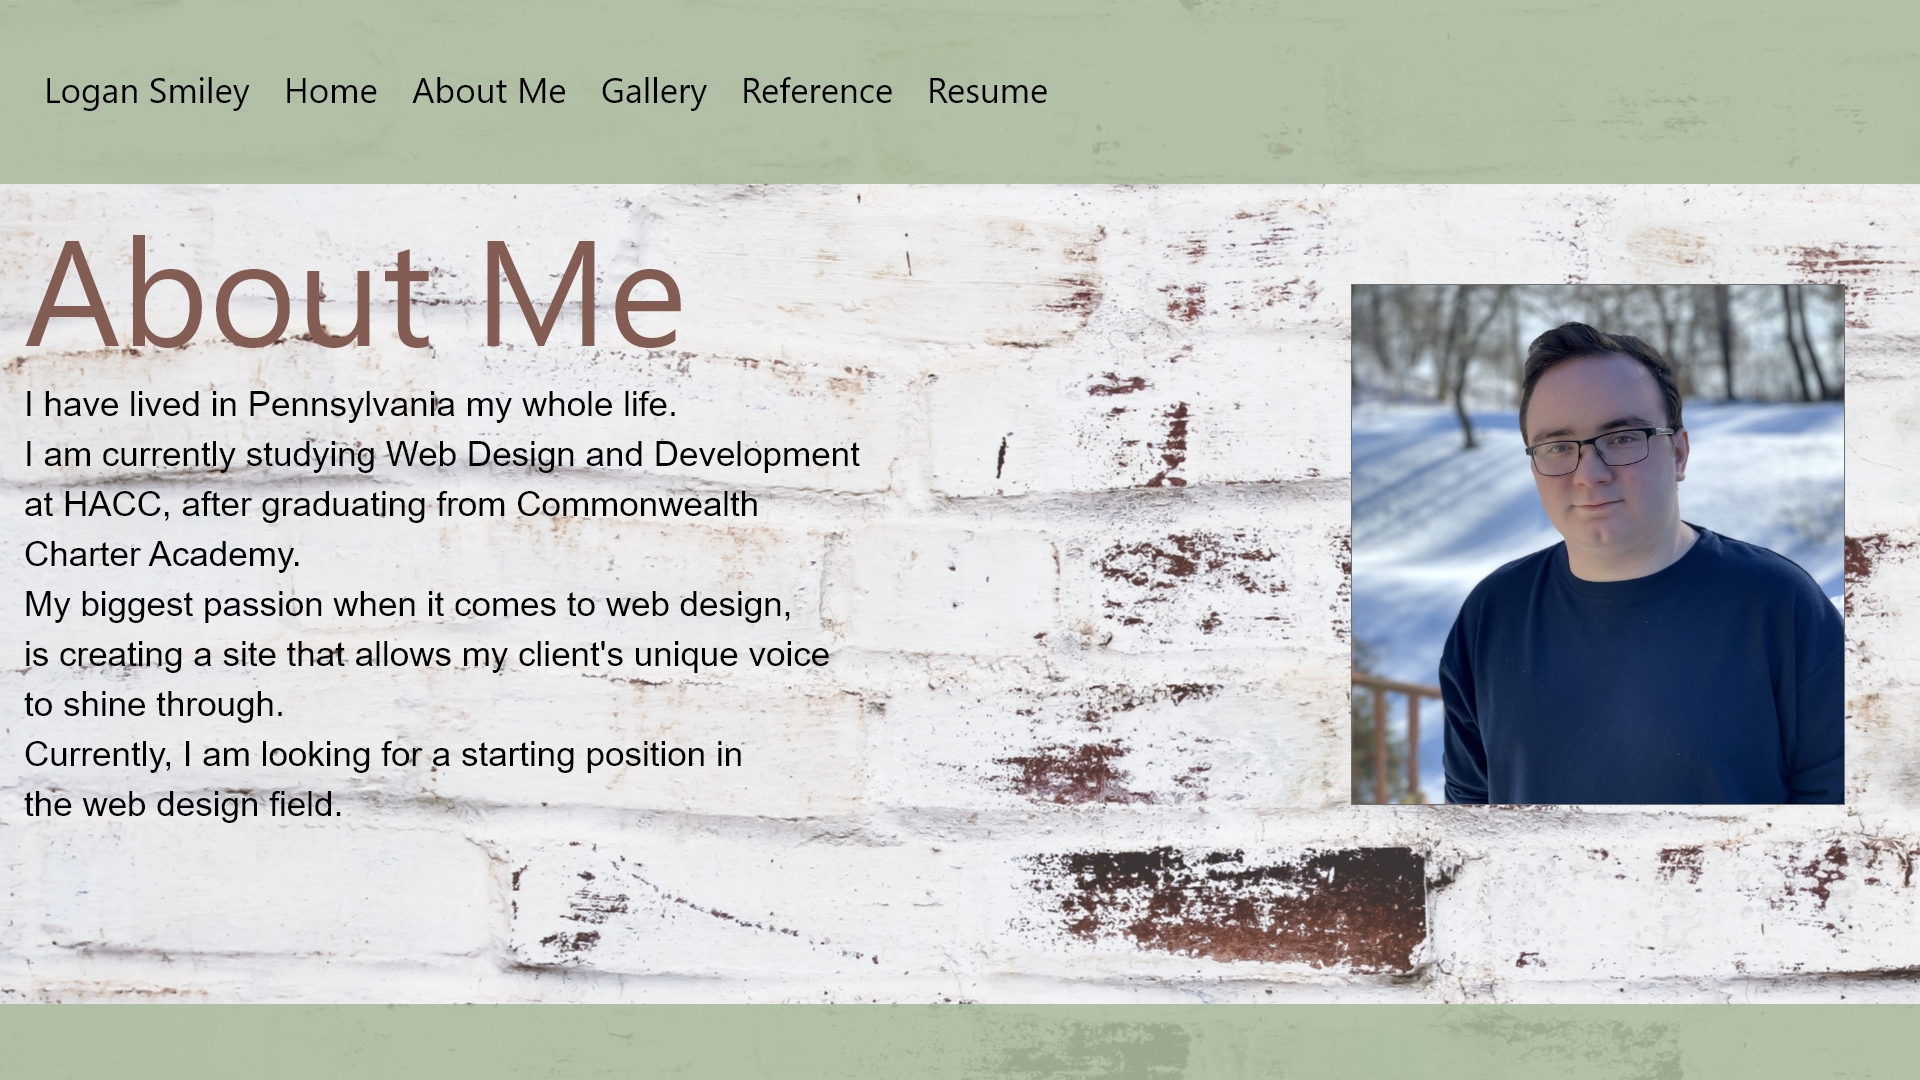 Logan Smiley Home About Me Gallery Reference Resume
About Me
I have lived in Pennsylvania my whole life.
I am currently studying Web Design and Development
at HACC, after graduating from Commonwealth
Charter Academy.
My biggest passion when it comes to web design,
is creating a site that allows my client's unique voice
to shine through.
Currently, I am looking for a starting position in
the web design field.